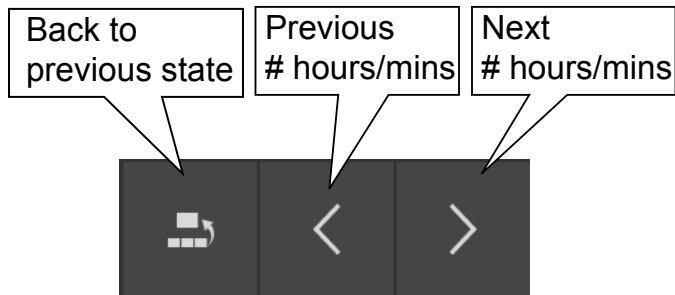 Back to
previous state
Previous
# hours/mins
Next
# hours/mins